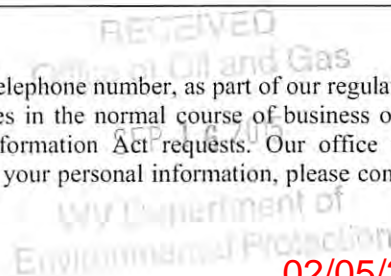 RECEIVED
Office of Oil and Gas
elephone number, as part of our regula
es in the normal course of business o
SEP 16 2015
formation Act requests. Our office
your personal information, please con
WV Department of
Environmental Protection
02/05/2